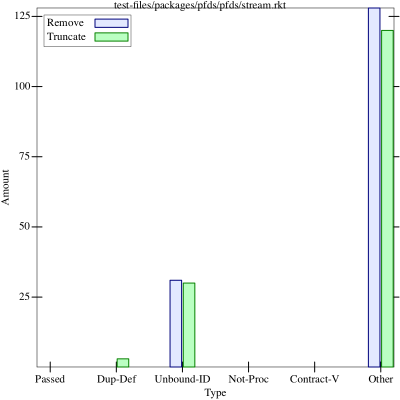 test-files/packages/pfds/pfds/stream.rkt
Remove
Truncate
125
100
75
50
25
Amount
Passed Dup-Def Unbound-ID Not-Proc Contract-V Other
Type